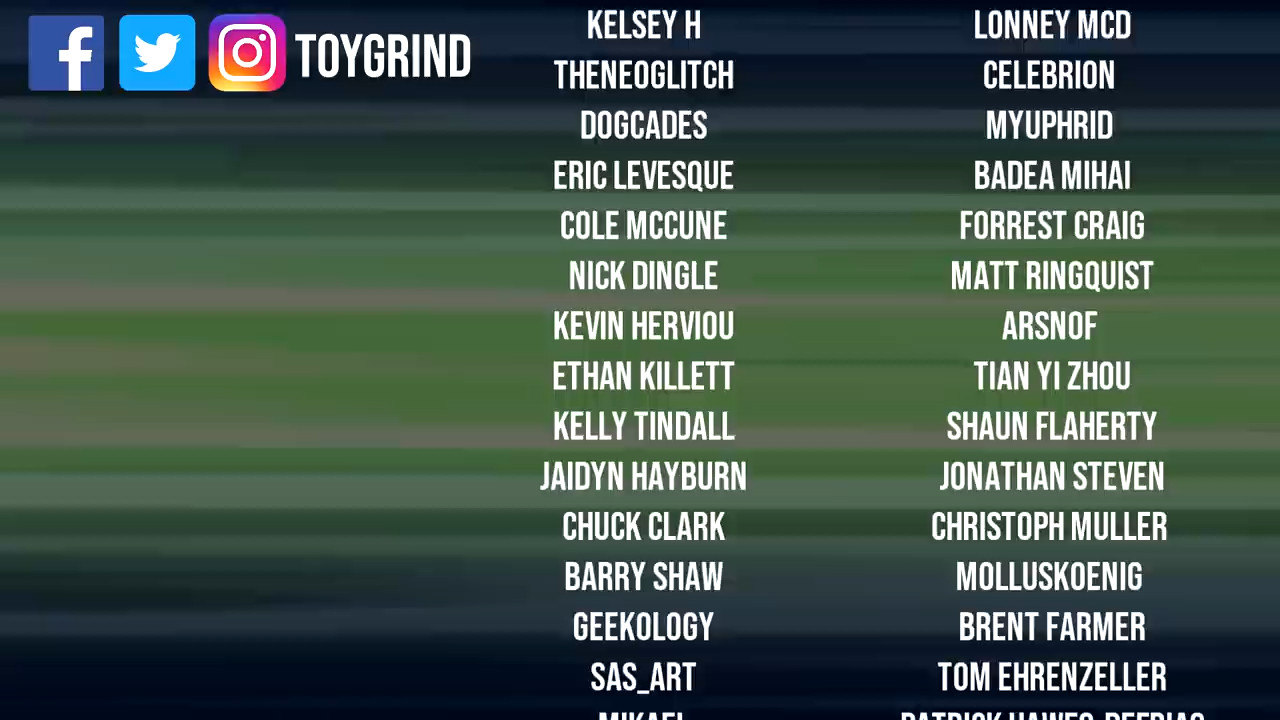 TOYGRIND
KELSEY H
THENEOGLITCH
DOGCADES
ERIC LEVESQUE
COLE MCCUNE
NICK DINGLE
KEVIN HERVIOU
ETHAN KILLETT
KELLY TINDALL
JAIDYN HAYBURN
CHUCK CLARK
BARRY SHAW
GEEKOLOGY
SAS_ART
MIKAEL
LONNEY MCD
CELEBRION
MYUPHRID
BADEA MIHAI
FORREST CRAIG
MATT RINGQUIST
ARSNOF
TIAN YI ZHOU
SHAUN FLAHERTY
JONATHAN STEVEN
CHRISTOPH MULLER
MOLLUSKOENIG
BRENT FARMER
TOM EHRENZELLER
PATRICK